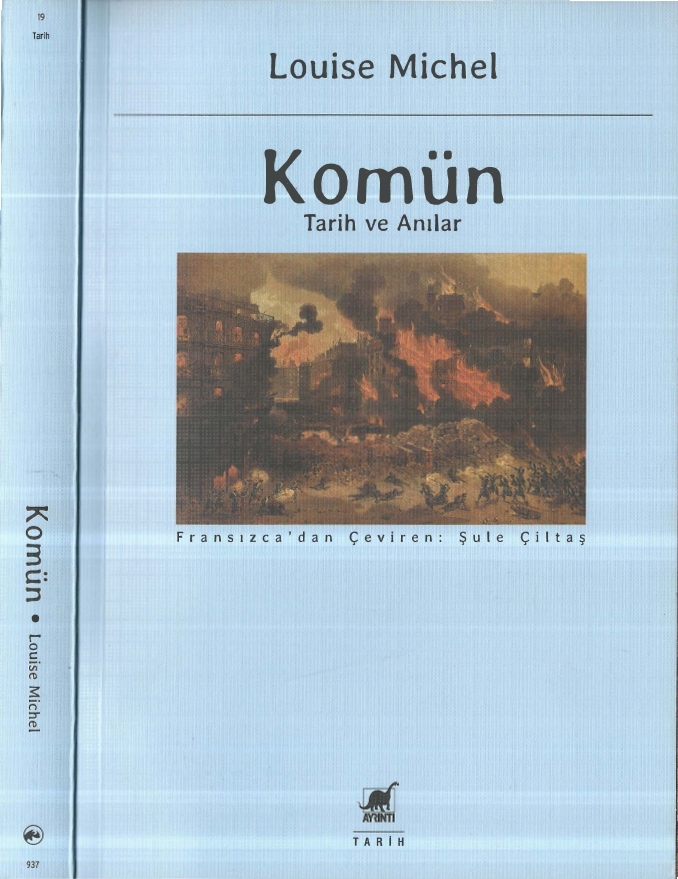 19
Tarih
Komün • Louise Michel
937
Louise Michel
Komün
Tarih ve Anılar
Fransızca'dan Çeviren: Şule Çiltaş
AYRINTI
TARİH